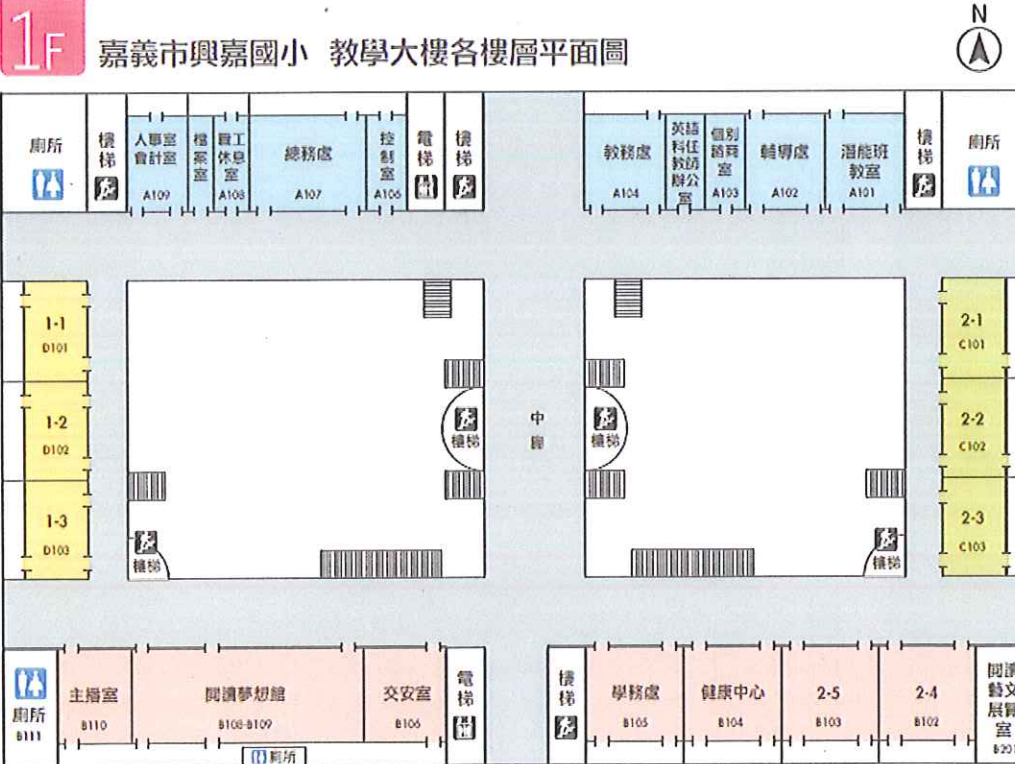 1F
嘉義市興嘉國小 教學大樓各樓層平面圖
N
廁所
樓梯
人事室
會計室
A109
檔案室
職工休息室
A108
總務處
A107
控制室
A106
電梯
樓梯
教務處
A104
英語科任教師辦公室
個別諮商室
A103
輔導處
A102
潛能班
教室
A101
樓梯
廁所
1-1
D101
1-2
D102
1-3
D103
樓梯
樓梯
中廊
樓梯
樓梯
2-1
C101
2-2
C102
2-3
C103
廁所
B111
主播室
B110
閱讀夢想館
B108-B109
廁所
交安室
B106
電梯
樓梯
學務處
B105
健康中心
B104
2-5
B103
2-4
B102
閱讀
藝文
展覽
室